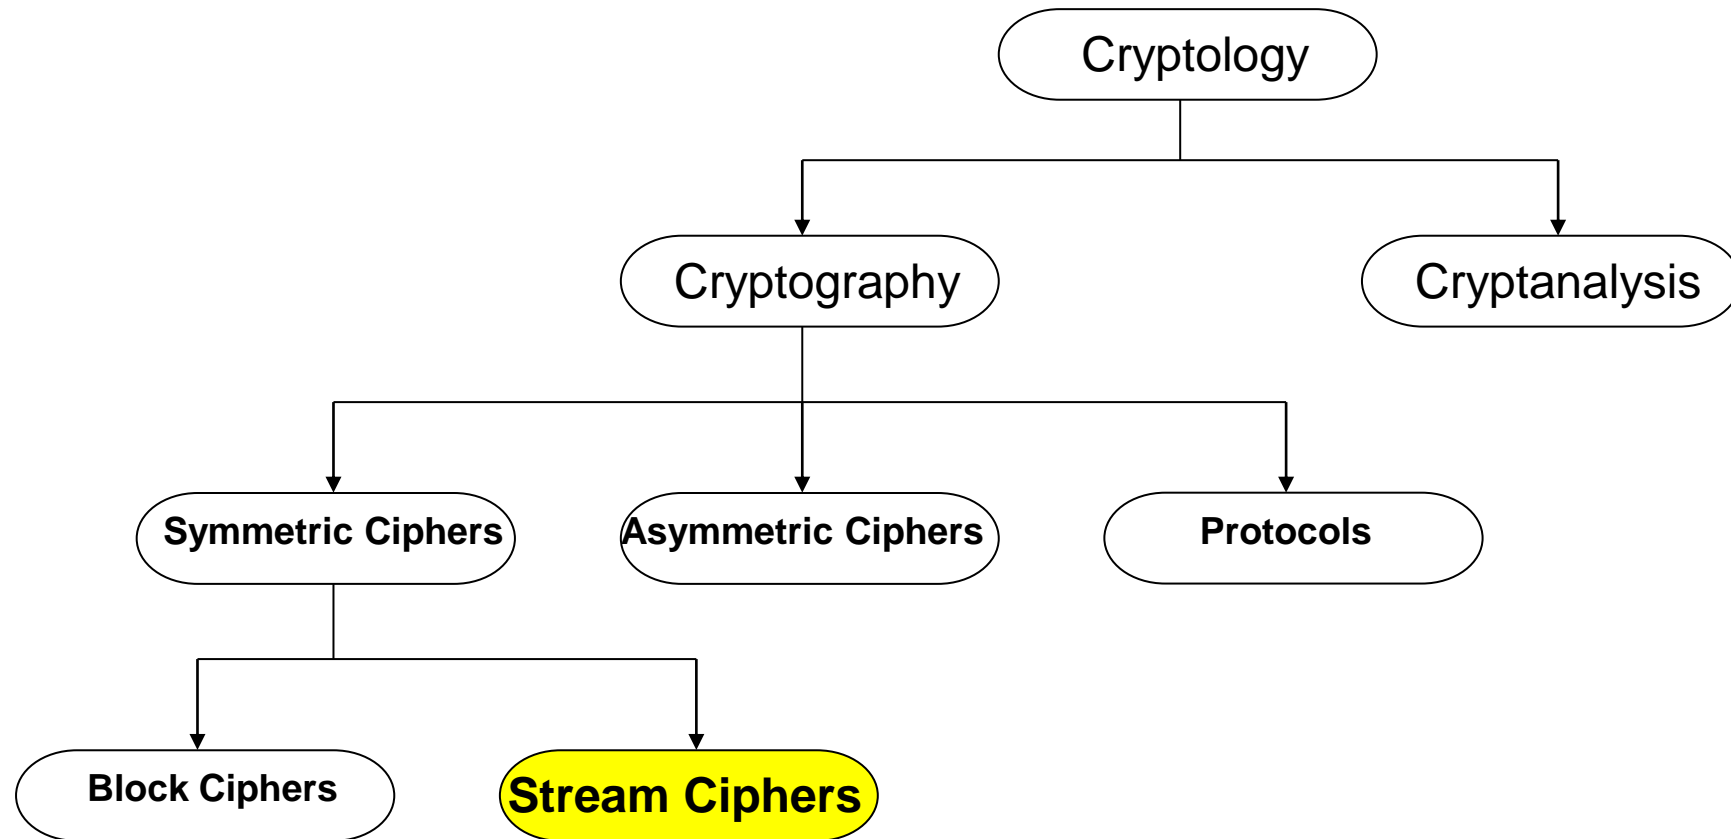 Cryptology
Cryptography
Cryptanalysis
Symmetric Ciphers
Asymmetric Ciphers
Protocols
Block Ciphers
Stream Ciphers